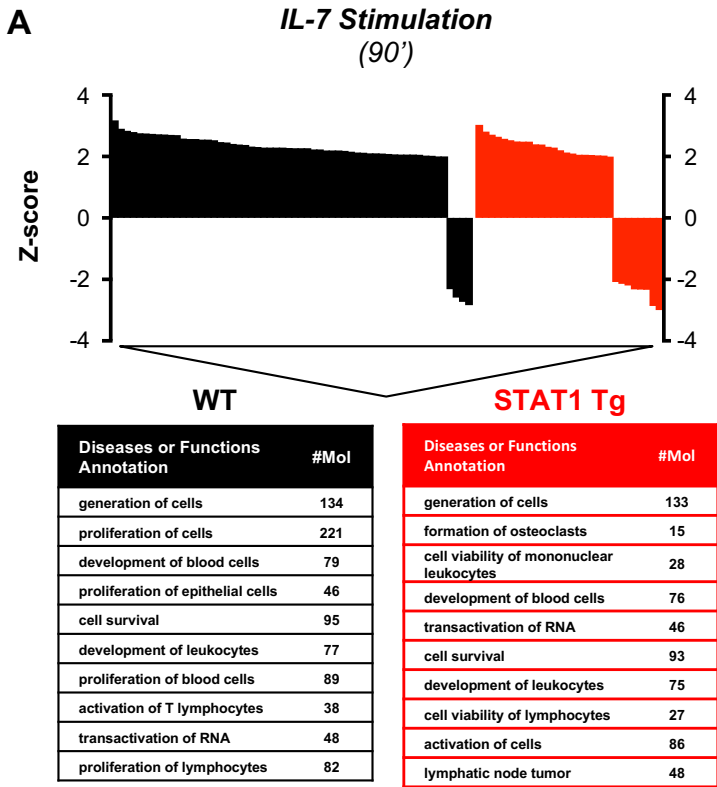 A
IL-7 Stimulation
(90’)
Z-score
4
2
0
-2
-4
4
2
0
-2
-4
WT
Diseases or Functions
Annotation
#Mol
generation of cells 134
proliferation of cells 221
development of blood cells 79
proliferation of epithelial cells 46
cell survival 95
development of leukocytes 77
proliferation of blood cells 89
activation of T lymphocytes 38
transactivation of RNA 48
proliferation of lymphocytes 82
STAT1 Tg
Diseases or Functions
Annotation
#Mol
generation of cells 133
formation of osteoclasts 15
cell viability of mononuclear
leukocytes
28
development of blood cells 76
transactivation of RNA 46
cell survival 93
development of leukocytes 75
cell viability of lymphocytes 27
activation of cells 86
lymphatic node tumor 48